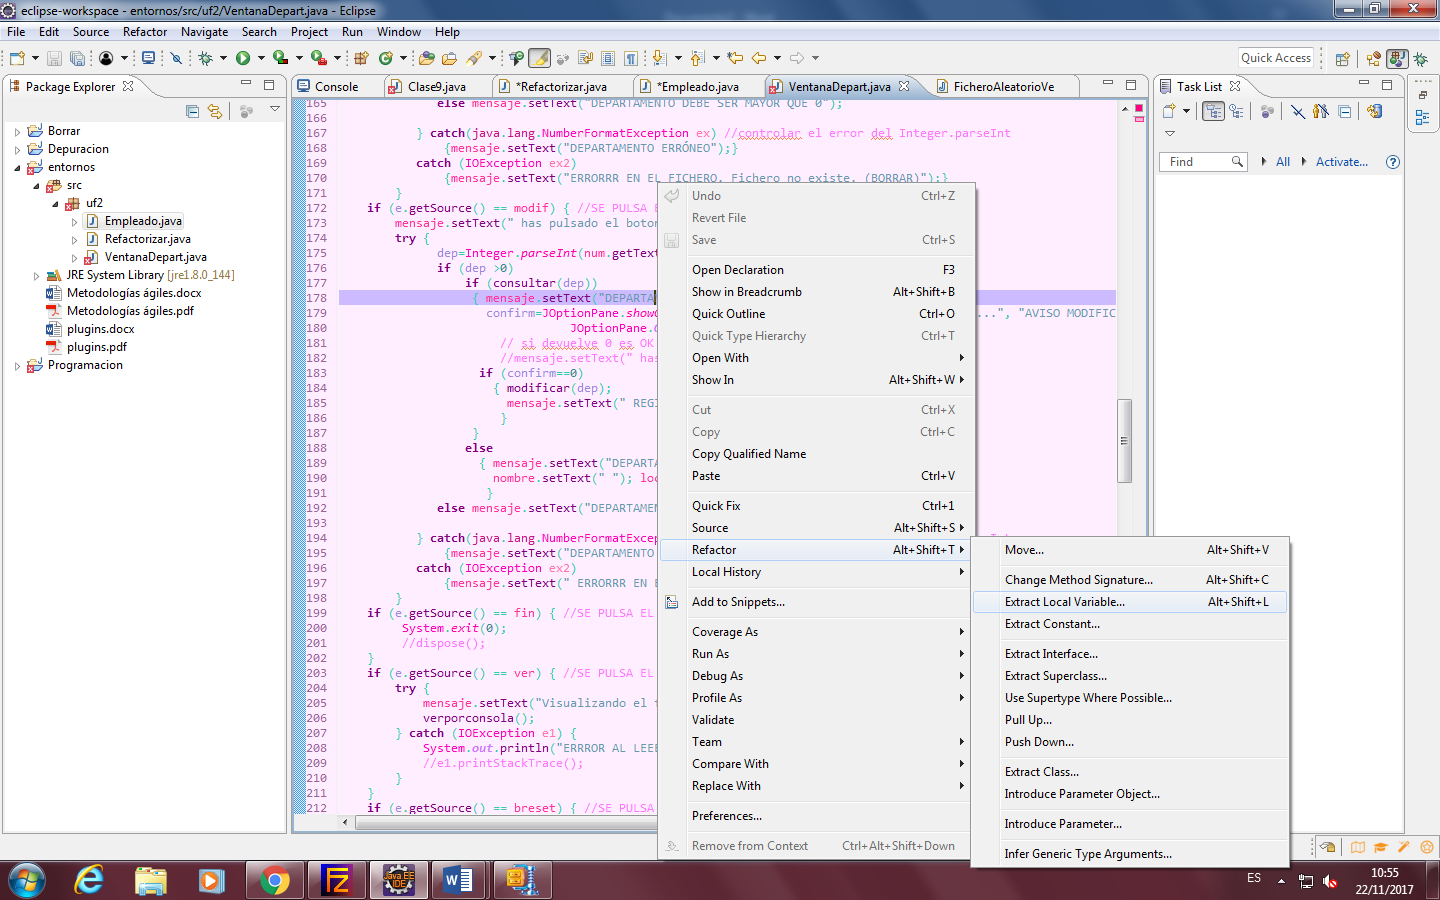 eclipse-workspace - entornos/src/uf2/VentanaDepart.java - Eclipse
File Edit Source Refactor Navigate Search Project Run Window Help
Quick Access
Package Explorer
Console
Clase9.java
*Refactorizar.java
*Empleado.java
VentanaDepart.java
FicheroAleatorioVe
Task List
Find
All
Activate...
Borrar
Depuracion
entornos
src
uf2
Empleado.java
Refactorizar.java
VentanaDepart.java
JRE System Library [jre1.8.0_144]
Metodologías ágiles.docx
Metodologías ágiles.pdf
plugins.docx
plugins.pdf
Programacion
165 else mensaje.setText("DEPARTAMENTO DEBE SER MAYOR QUE 0");
166
167 } catch(java.lang.NumberFormatException ex) //controlar el error del Integer.parseInt
168 {mensaje.setText("DEPARTAMENTO ERRÓNEO");}
169 catch (IOException ex2)
170 {mensaje.setText("ERRORRR EN EL FICHERO. Fichero no existe. (BORRAR)");}
171 }
172 if (e.getSource() == modif) { //SE PULSA E
173 mensaje.setText(" has pulsado el boton
174 try {
175 dep=Integer.parseInt(num.getText
176 if (dep >0)
177 if (consultar(dep))
178 { mensaje.setText("DEPARTA
179 confirm=JOptionPane.show ...", "AVISO MODIFIC
180 JOptionPane.
181 // si devuelve 0 es OK
182 //mensaje.setText(" has
183 if (confirm==0)
184 { modificar(dep);
185 mensaje.setText(" REGI
186 }
187 }
188 else
189 { mensaje.setText("DEPARTA
190 nombre.setText(" "); loc
191 }
192 else mensaje.setText("DEPARTAMEN
193
194 } catch(java.lang.NumberFormatExcep
195 {mensaje.setText("DEPARTAMENTO
196 catch (IOException ex2)
197 {mensaje.setText(" ERRORRR EN E
198 }
199 if (e.getSource() == fin) { //SE PULSA EL
200 System.exit(0);
201 //dispose();
202 }
203 if (e.getSource() == ver) { //SE PULSA EL
204 try {
205 mensaje.setText("Visualizando el f
206 verporconsola();
207 } catch (IOException e1) {
208 System.out.println("ERRROR AL LEEE
209 //e1.printStackTrace();
210 }
211 }
212 if (e.getSource() == breset) { //SE PULSA
Undo Ctrl+Z
Revert File
Save Ctrl+S
Open Declaration F3
Show in Breadcrumb Alt+Shift+B
Quick Outline Ctrl+O
Quick Type Hierarchy Ctrl+T
Open With
Show In Alt+Shift+W
Cut Ctrl+X
Copy Ctrl+C
Copy Qualified Name
Paste Ctrl+V
Quick Fix Ctrl+1
Source Alt+Shift+S
Refactor Alt+Shift+T
Local History
Add to Snippets...
Coverage As
Run As
Debug As
Profile As
Validate
Team
Compare With
Replace With
Preferences...
Remove from Context Ctrl+Alt+Shift+Down
Move... Alt+Shift+V
Change Method Signature... Alt+Shift+C
Extract Local Variable... Alt+Shift+L
Extract Constant...
Extract Interface...
Extract Superclass...
Use Supertype Where Possible...
Pull Up...
Push Down...
Extract Class...
Introduce Parameter Object...
Introduce Parameter...
Infer Generic Type Arguments...
Java EE
IDE
ES
10:55
22/11/2017